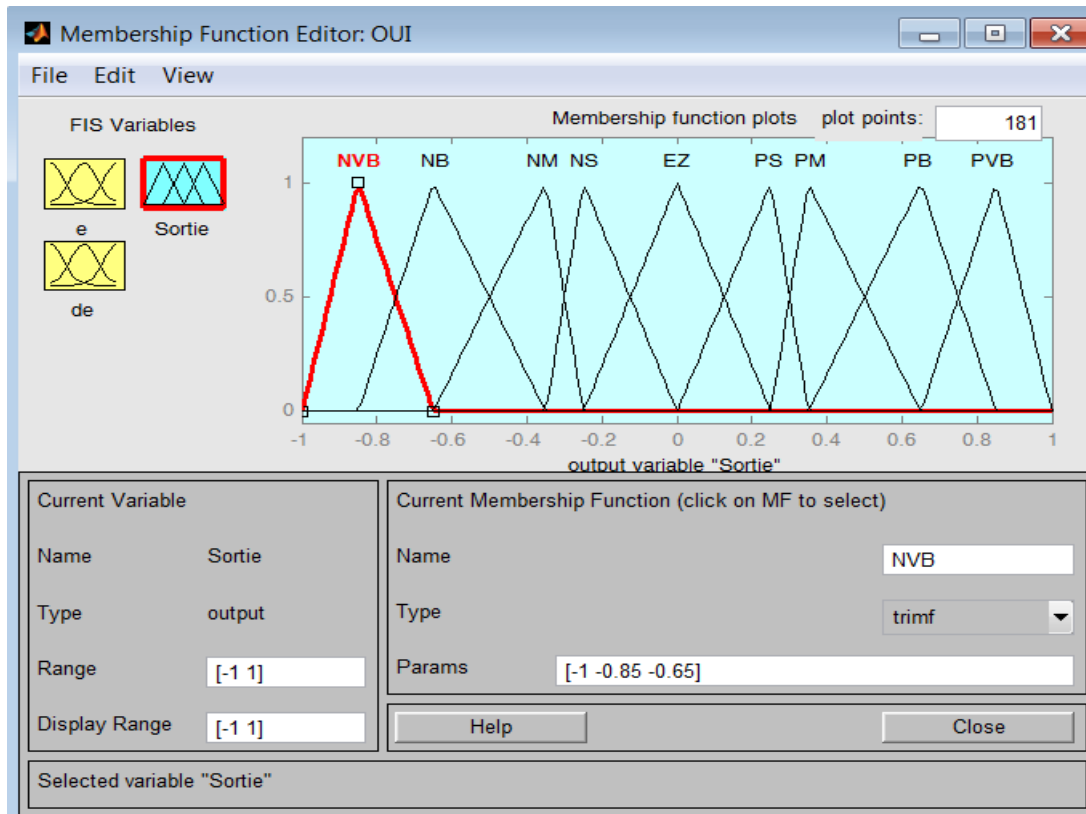 Membership Function Editor: OUI
File Edit View
FIS Variables
Membership function plots plot points: 181
NVB NB NM NS EZ PS PM PB PVB
e
Sortie
de
1
0.5
0
-1 -0.8 -0.6 -0.4 -0.2 0 0.2 0.4 0.6 0.8 1
output variable "Sortie"
Current Variable
Name Sortie
Type output
Range [-1 1]
Display Range [-1 1]
Current Membership Function (click on MF to select)
Name NVB
Type trimf
Params [-1 -0.85 -0.65]
Help Close
Selected variable "Sortie"